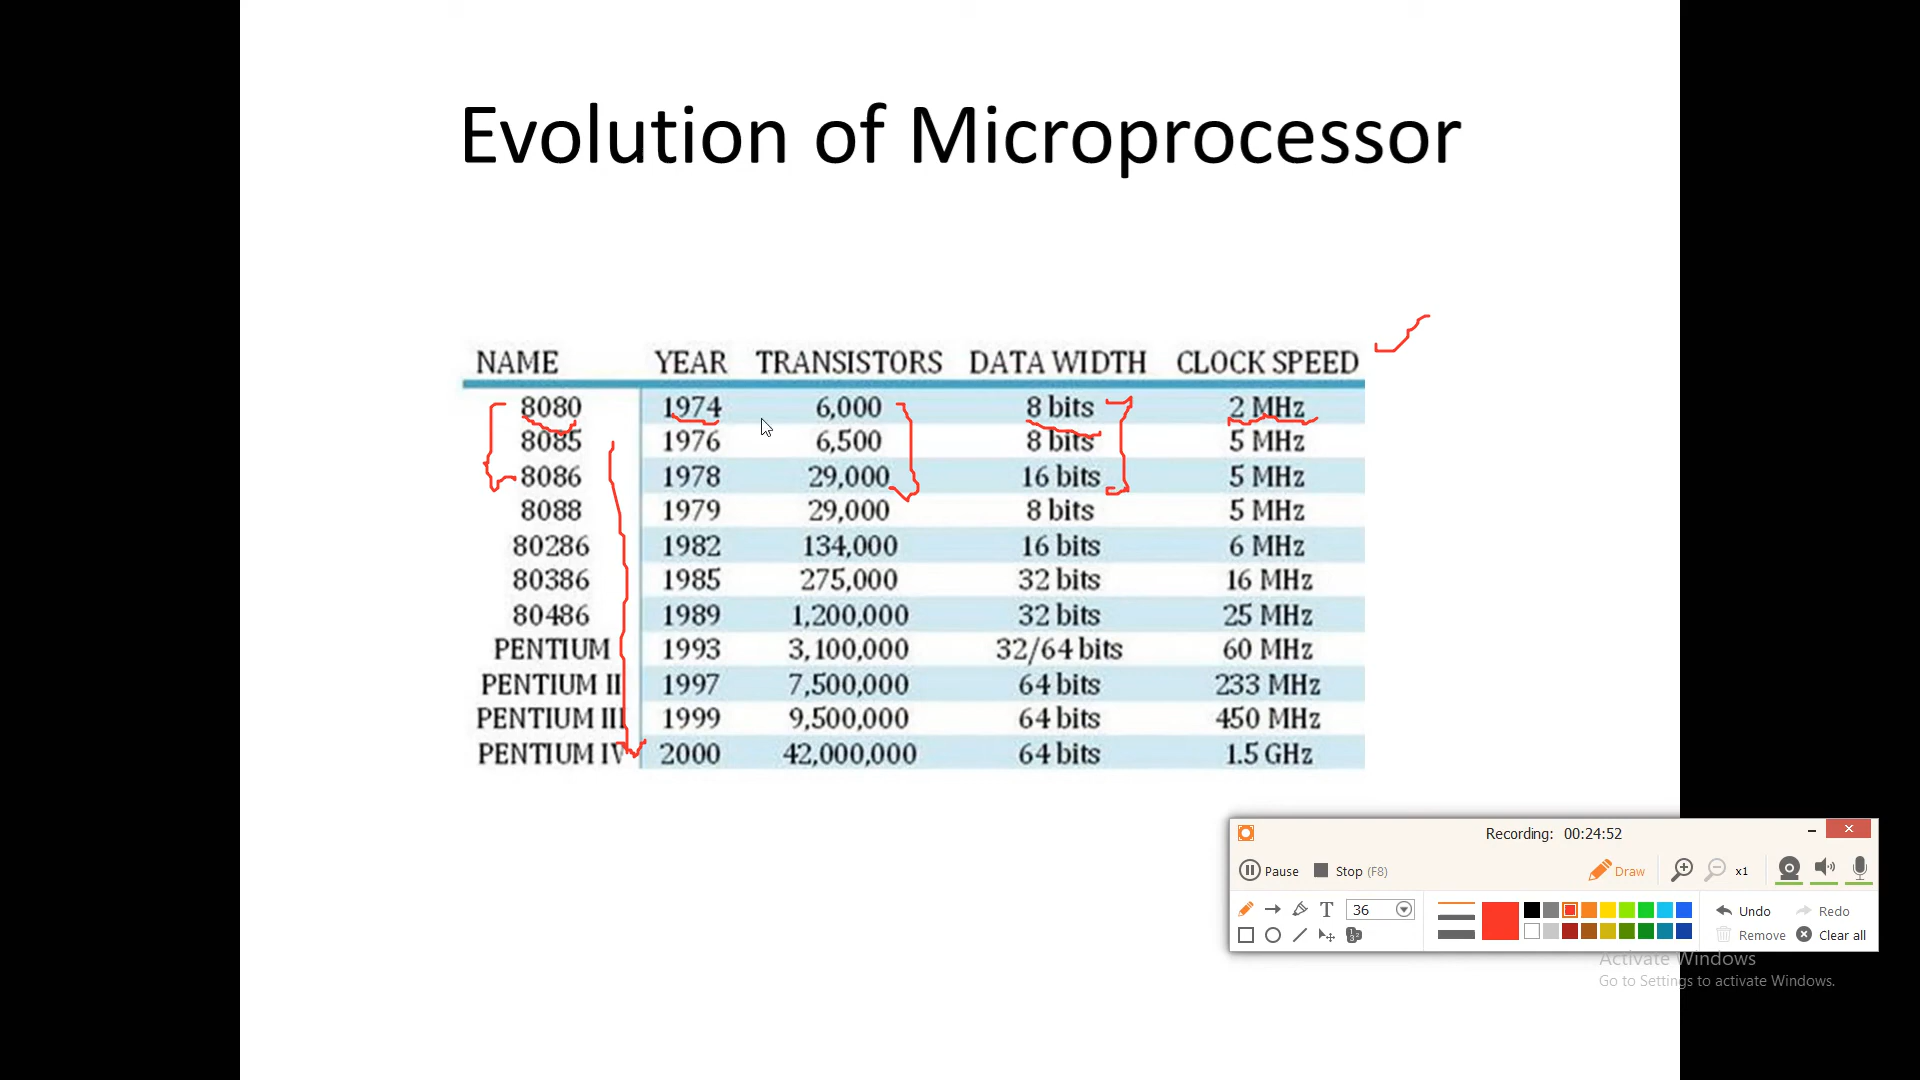 Evolution of Microprocessor
NAME YEAR TRANSISTORS DATA WIDTH CLOCK SPEED
8080 1974 6,000 8 bits 2 MHz
8085 1976 6,500 8 bits 5 MHz
8086 1978 29,000 16 bits 5 MHz
8088 1979 29,000 8 bits 5 MHz
80286 1982 134,000 16 bits 6 MHz
80386 1985 275,000 32 bits 16 MHz
80486 1989 1,200,000 32 bits 25 MHz
PENTIUM 1993 3,100,000 32/64 bits 60 MHz
PENTIUM II 1997 7,500,000 64 bits 233 MHz
PENTIUM III 1999 9,500,000 64 bits 450 MHz
PENTIUM IV 2000 42,000,000 64 bits 1.5 GHz
Recording: 00:24:52
Pause Stop (F8) Draw x1
T 36 Undo Redo
Remove Clear all
Activate Windows
Go to Settings to activate Windows.